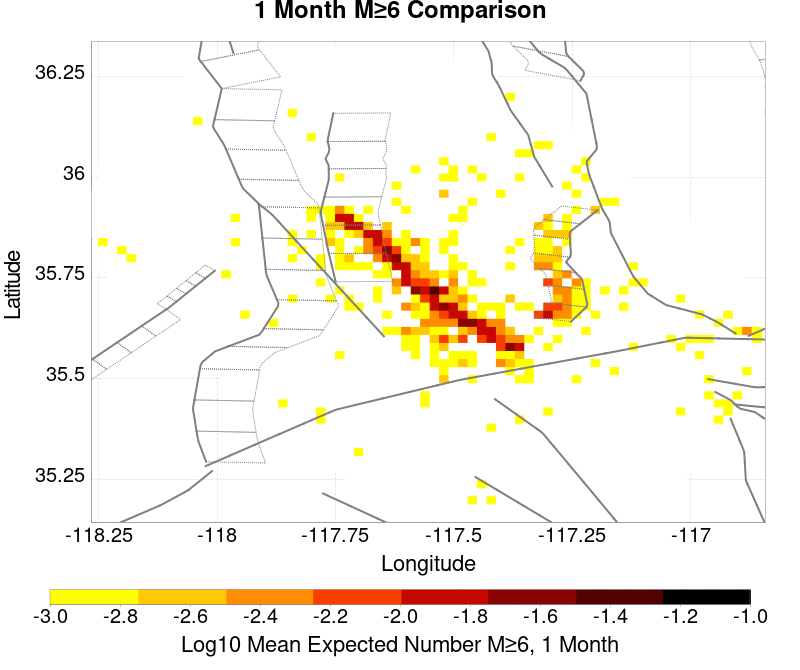 1 Month M≥6 Comparison
36.25
36
35.75
35.5
35.25
Latitude
-118.25 -118 -117.75 -117.5 -117.25 -117
Longitude
-3.0 -2.8 -2.6 -2.4 -2.2 -2.0 -1.8 -1.6 -1.4 -1.2 -1.0
Log10 Mean Expected Number M≥6, 1 Month